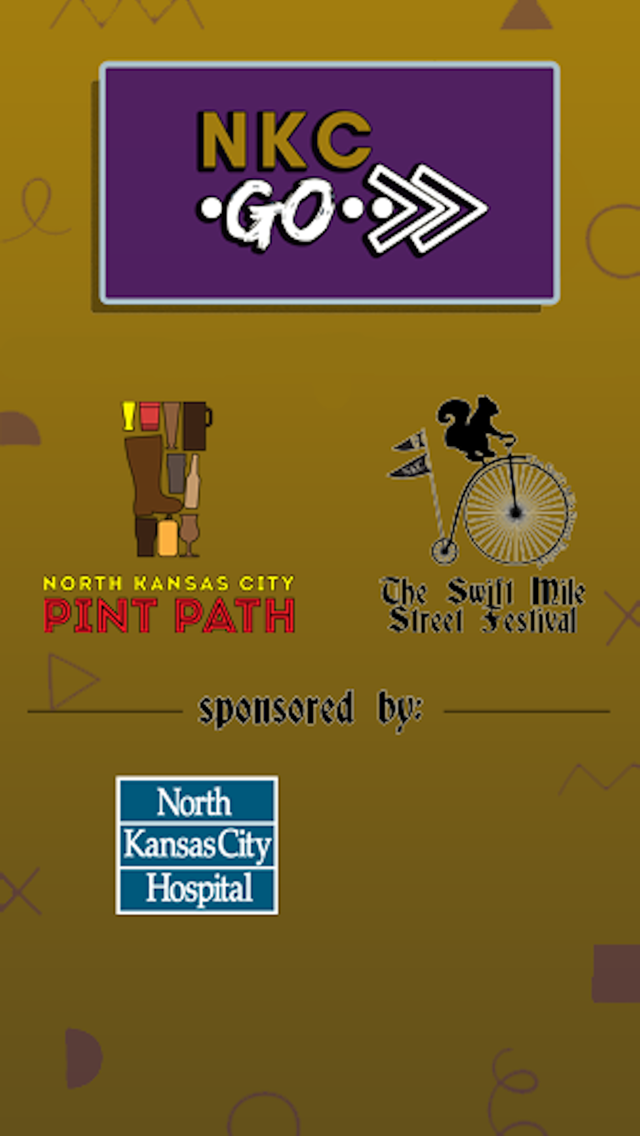 NKC
GO
NORTH KANSAS CITY
PINT PATH
The Swift Mile
Street Festival
sponsored by:
North
Kansas City
Hospital